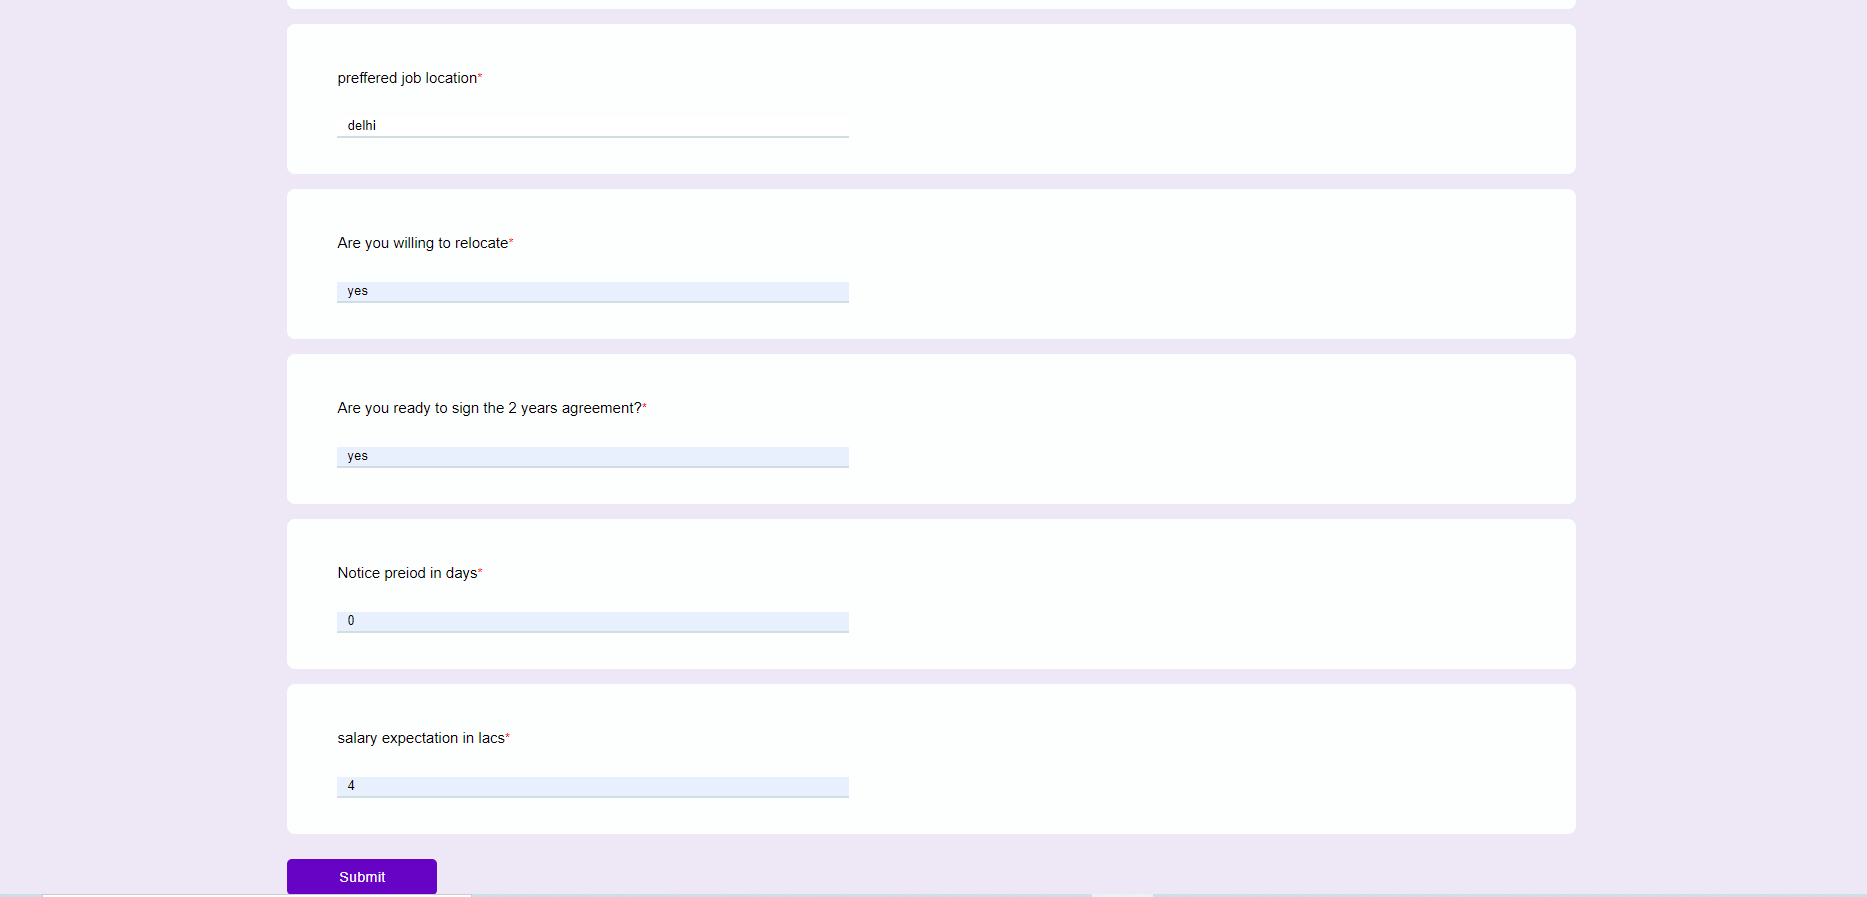 preffered job location*
delhi
Are you willing to relocate*
yes
Are you ready to sign the 2 years agreement?*
yes
Notice preiod in days*
0
salary expectation in lacs*
4
Submit